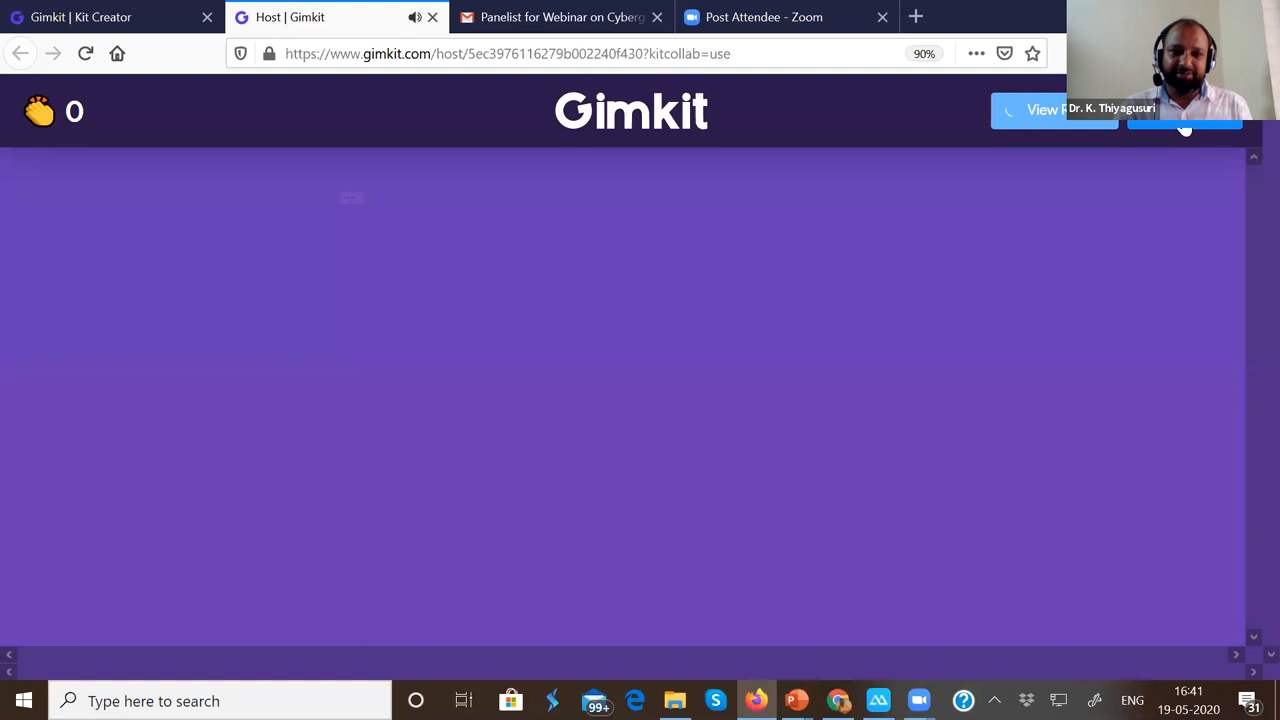 Gimkit | Kit Creator
Host | Gimkit
Panelist for Webinar on Cyberg
Post Attendee - Zoom
https://www.gimkit.com/host/5ec3976116279b002240f430?kitcollab=use
90%
0
Gimkit
View
Dr. K. Thiyagusuri
Type here to search
99+
ENG
16:41
19-05-2020
31